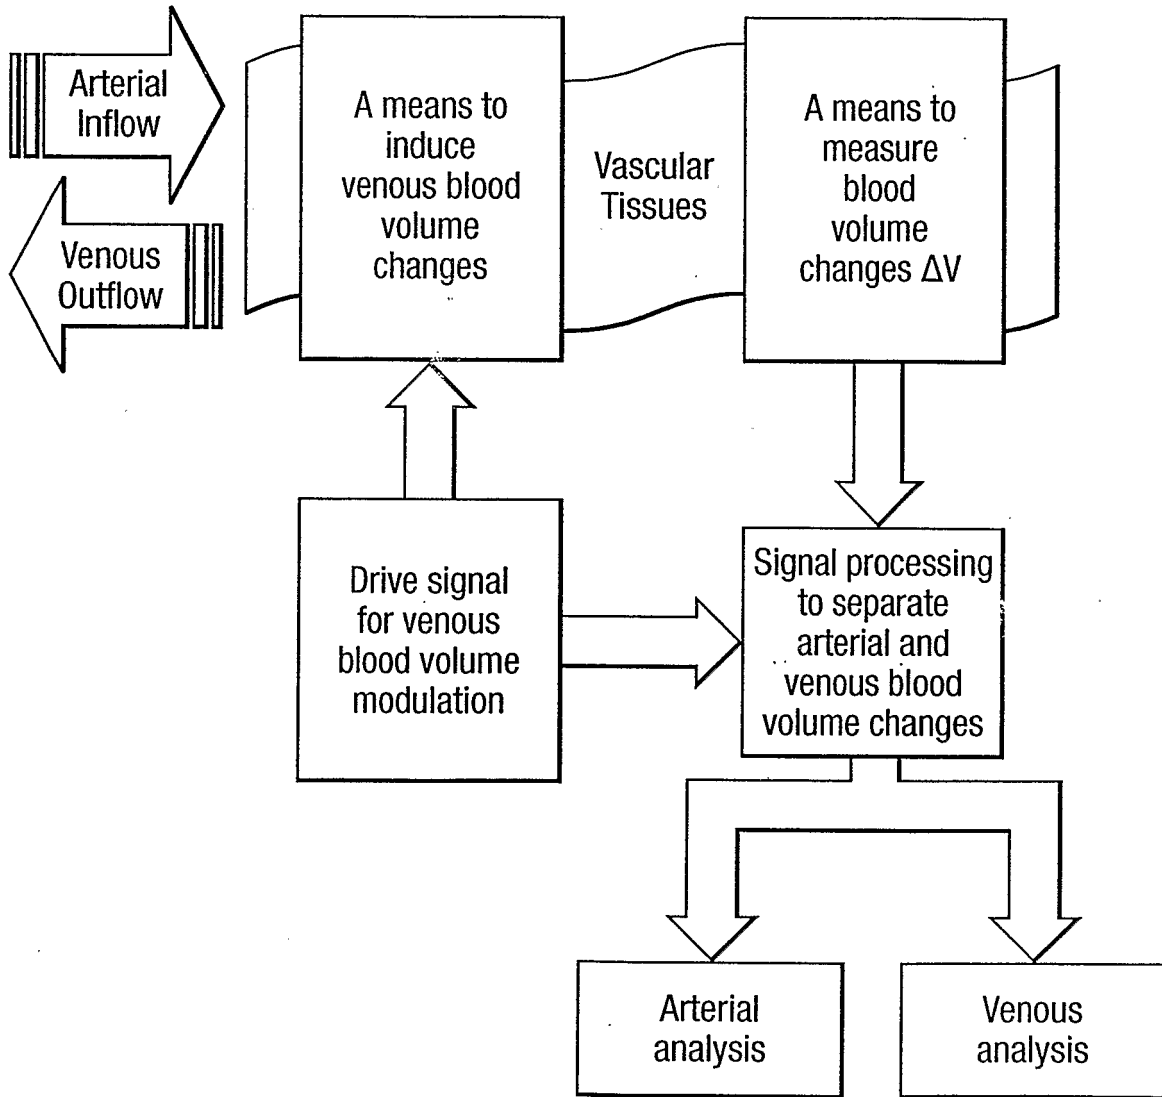 Arterial
Inflow
Venous
Outflow
A means to
induce
venous blood
volume
changes
Vascular
Tissues
A means to
measure
blood
volume
changes ΔV
Drive signal
for venous
blood volume
modulation
Signal processing
to separate
arterial and
venous blood
volume changes
Arterial
analysis
Venous
analysis